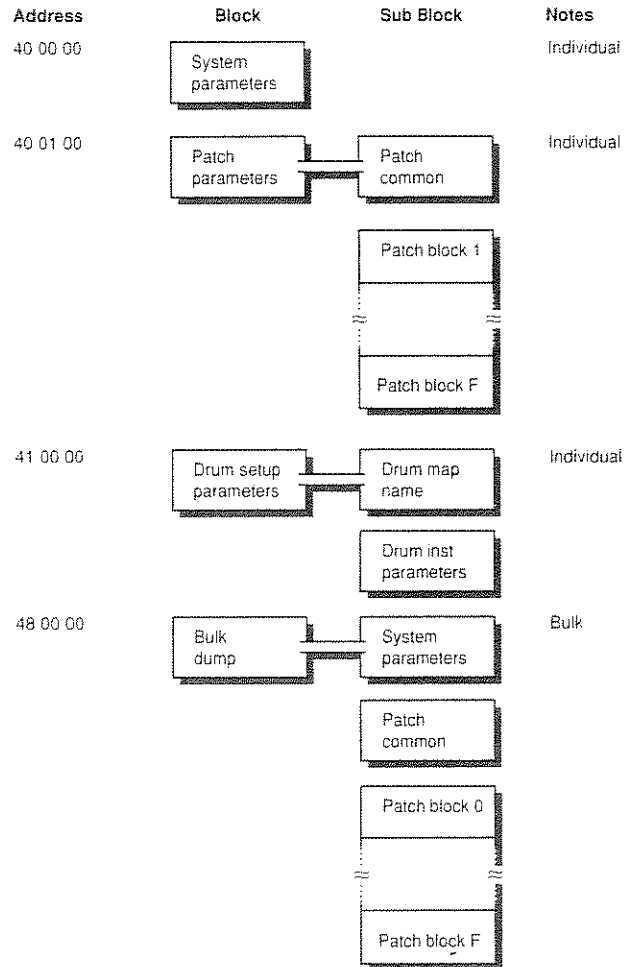 Address Block Sub Block Notes
40 00 00 Individual
System
parameters
40 01 00 Individual
Patch
parameters
Patch
common
Patch block 1
Patch block F
41 00 00 Individual
Drum setup
parameters
Drum map
name
Drum inst
parameters
48 00 00 Bulk
Bulk
dump
System
parameters
Patch
common
Patch block 0
Patch block F